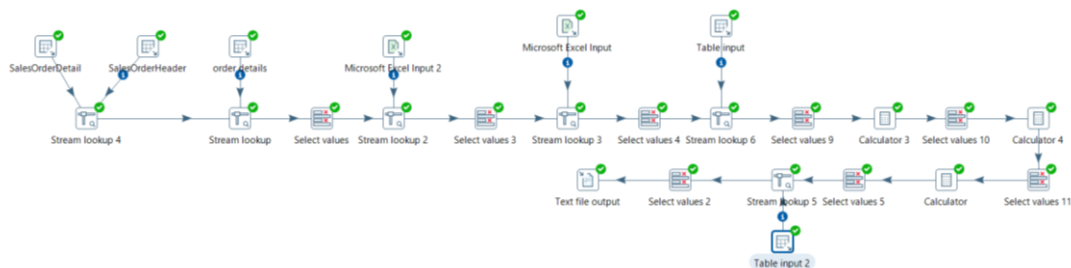 Microsoft Excel Input
Table input
SalesOrderDetail
SalesOrderHeader
order details
Microsoft Excel Input 2
Stream lookup 4
Stream lookup
Select values
Stream lookup 2
Select values 3
Stream lookup 3
Select values 4
Stream lookup 6
Select values 9
Calculator 3
Select values 10
Calculator 4
Text file output
Select values 2
Stream lookup 5
Select values 5
Calculator
Select values 11
Table input 2